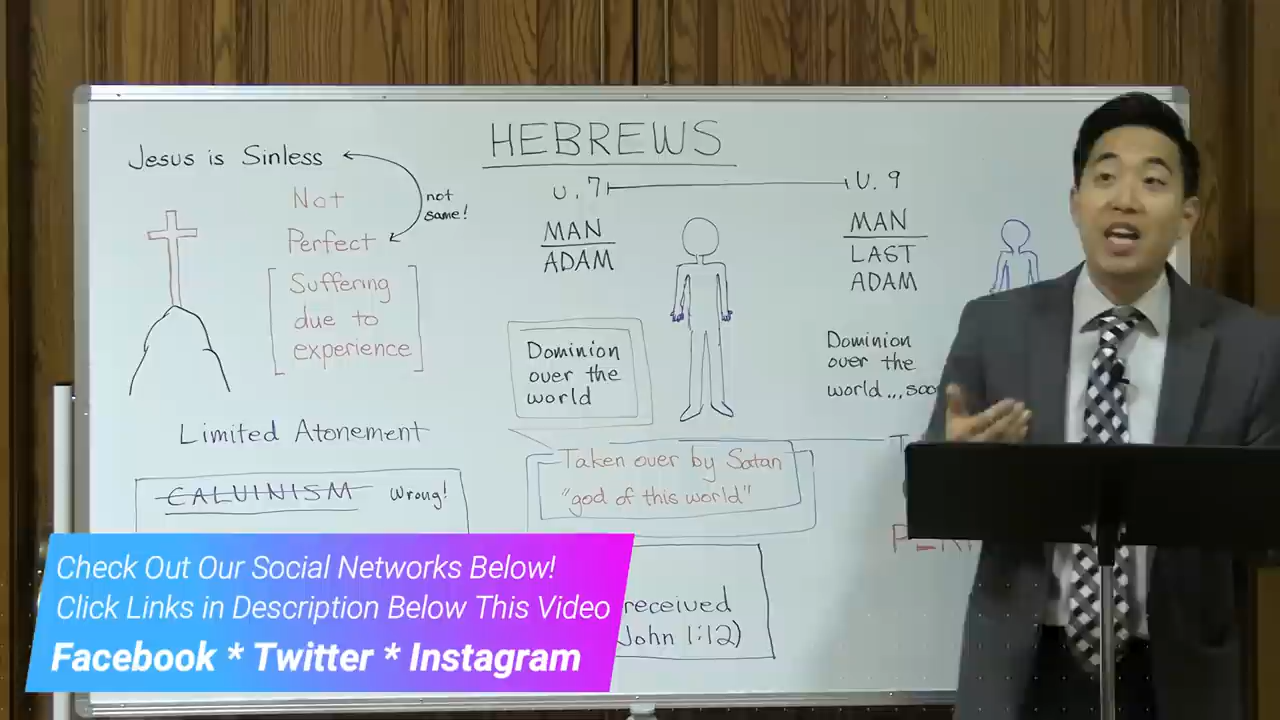 HEBREWS
Jesus is Sinless
not
same!
Not
Perfect
Suffering
due to
experience
Limited Atonement
CALVINISM Wrong!
v. 7
MAN
ADAM
Dominion
over the
world
v. 9
MAN
LAST
ADAM
Dominion
over the
world...soo
Taken over by Satan
"god of this world"
received
John 1:12)
Check Out Our Social Networks Below!
Click Links in Description Below This Video
Facebook * Twitter * Instagram